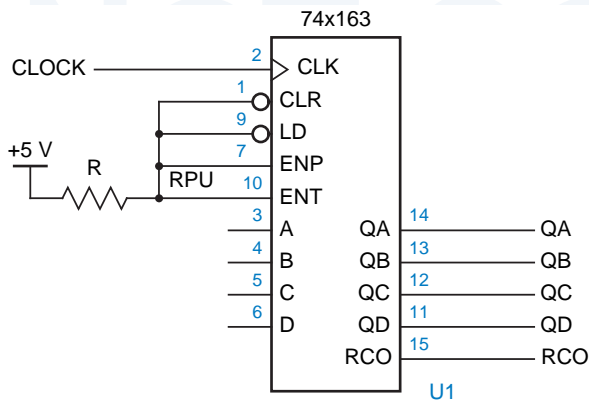 74x163
2
CLOCK
CLK
1
CLR
9
LD
+5 V
7
R
RPU
ENP
10
ENT
3
A
QA
14
QA
4
B
QB
13
QB
5
C
QC
12
QC
6
D
QD
11
QD
RCO
15
RCO
U1